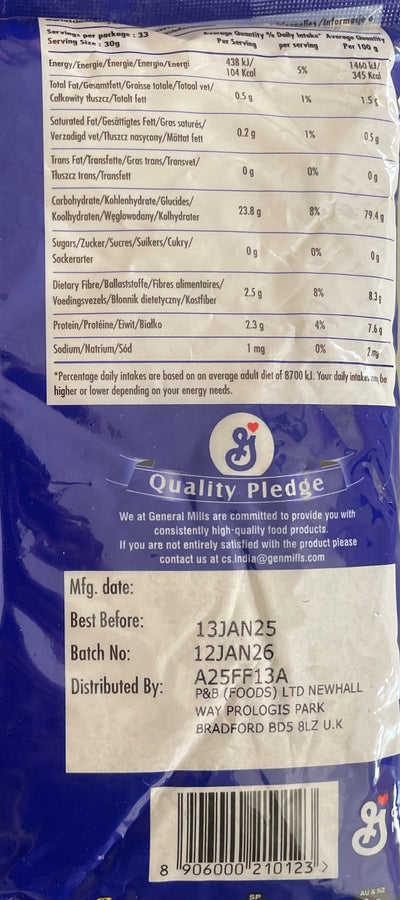 Servings per package : 33
Serving Size : 30g
Average Quantity Per Serving
% Daily Intake* per serving
Average Quantity Per 100 g
Energy/Energie/Énergie/Energio/Energi 438 kJ/ 104 Kcal 5% 1460 kJ/ 345 Kcal
Total Fat/Gesamtfett/Graisse totale/Totaal vet/
Całkowity tłuszcz/Totalt fett 0.5 g 1% 1.5 g
Saturated Fat/Gesättigtes Fett/Gras saturés/
Verzadigd vet/Tłuszcz nasycony/Mättat fett 0.2 g 1% 0.5 g
Trans Fat/Transfette/Gras trans/Transvet/
Tłuszcz trans/Transfett 0 g 0% 0 g
Carbohydrate/Kohlenhydrate/Glucides/
Koolhydraten/Węglowodany/Kolhydrater 23.8 g 8% 79.4 g
Sugars/Zucker/Sucres/Suikers/Cukry/
Sockerarter 0 g 0% 0 g
Dietary Fibre/Ballaststoffe/Fibres alimentaires/
Voedingsvezels/Błonnik dietetyczny/Kostfiber 2.5 g 8% 8.3 g
Protein/Protéine/Eiwit/Białko 2.3 g 4% 7.6 g
Sodium/Natrium/Sód 1 mg 0% 2 mg
*Percentage daily intakes are based on an average adult diet of 8700 kJ. Your daily intakes may be
higher or lower depending on your energy needs.
Quality Pledge
We at General Mills are committed to provide you with
consistently high-quality food products.
If you are not entirely satisfied with the product please
contact us at cs.india@genmills.com
Mfg. date:
Best Before: 13JAN25
Batch No: 12JAN26
A25FF13A
Distributed By: P&B (FOODS) LTD NEWHALL
WAY PROLOGIS PARK
BRADFORD BD5 8LZ U.K
8 906000 210123 >
AU & NZ
SP